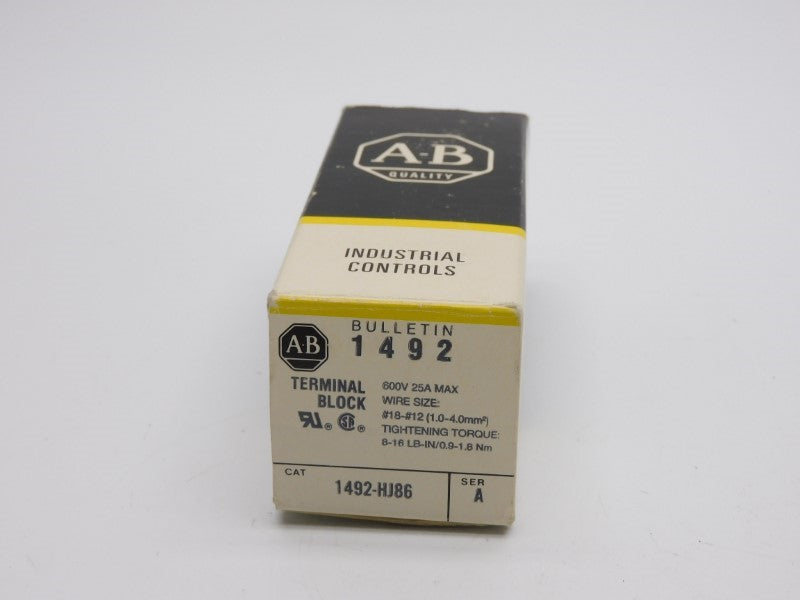 A-B
QUALITY
INDUSTRIAL
CONTROLS
BULLETIN
A-B 1492
TERMINAL
BLOCK
600V 25A MAX
WIRE SIZE:
#18-#12 (1.0-4.0mm²)
TIGHTENING TORQUE:
8-16 LB-IN/0.9-1.8 Nm
CAT
1492-HJ86
SER
A